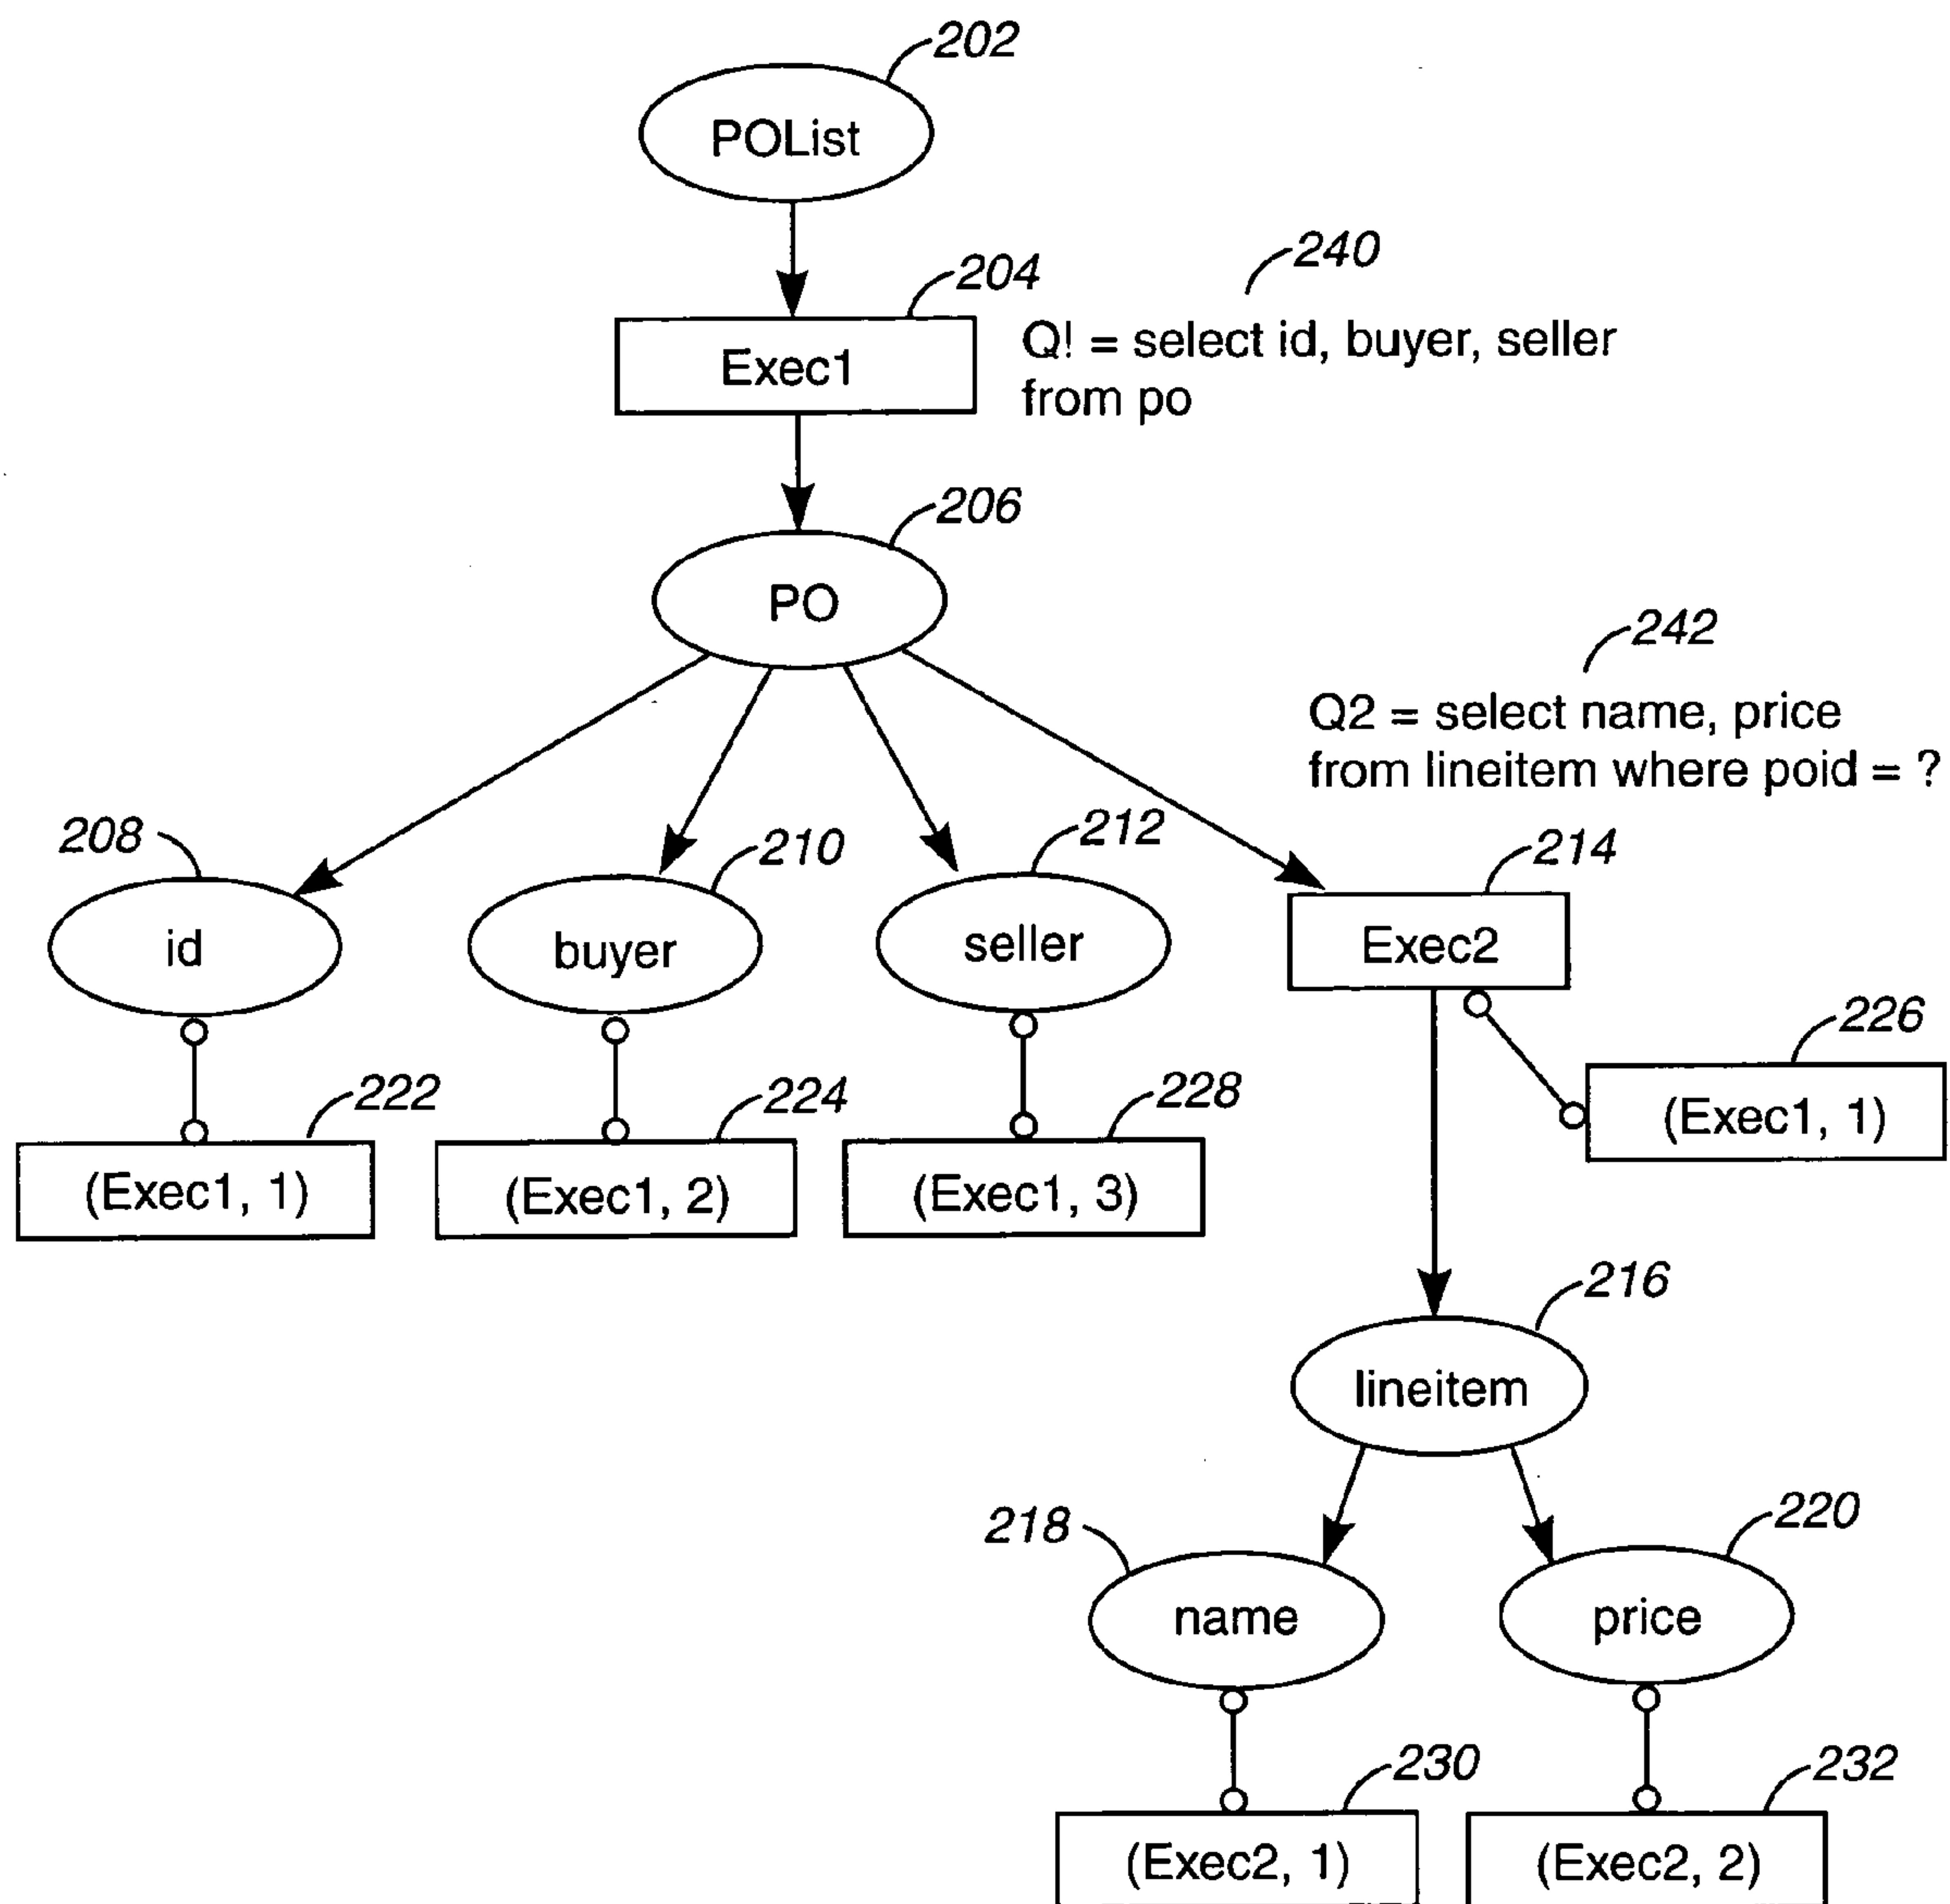 202
POList
240
204
Q! = select id, buyer, seller
Exec1
from po
206
PO
242
Q2 = select name, price
from lineitem where poid = ?
208
210
212
214
id
buyer
seller
Exec2
226
222
224
228
(Exec1, 1)
(Exec1, 1)
(Exec1, 2)
(Exec1, 3)
216
lineitem
218
220
name
price
230
232
(Exec2, 1)
(Exec2, 2)